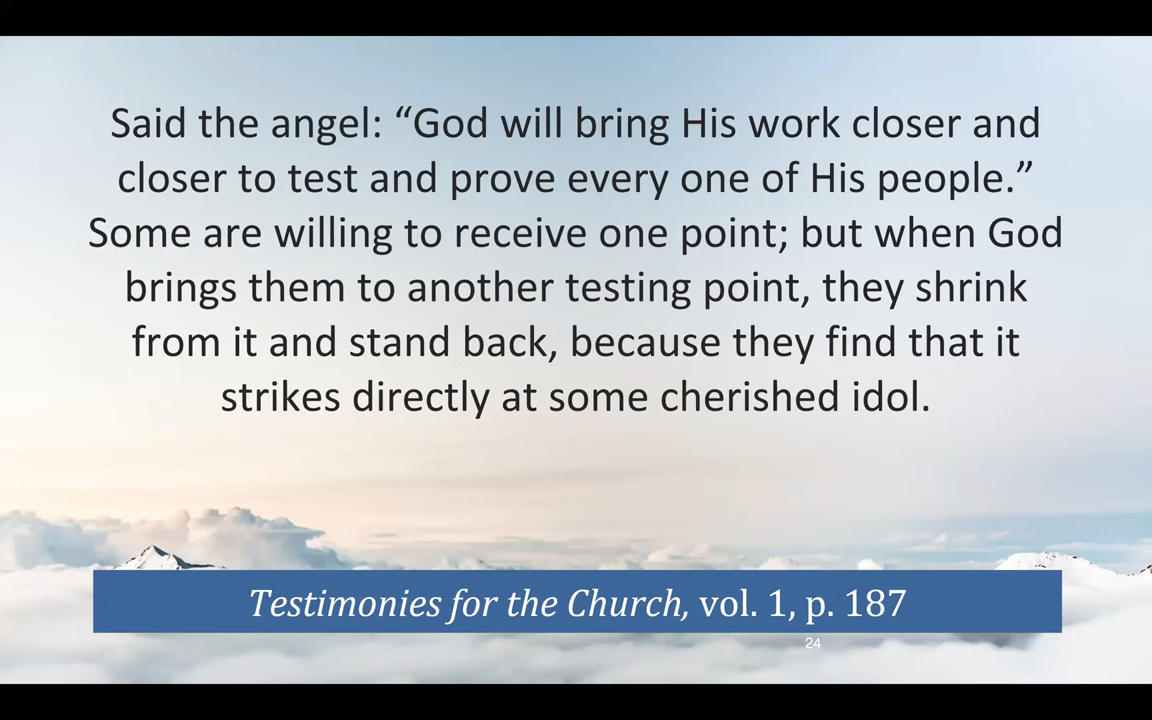 Said the angel: “God will bring His work closer and
closer to test and prove every one of His people.”
Some are willing to receive one point; but when God
brings them to another testing point, they shrink
from it and stand back, because they find that it
strikes directly at some cherished idol.
Testimonies for the Church, vol. 1, p. 187
24